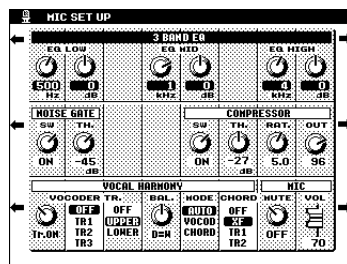 MIC SET UP
3 BAND EQ
EQ LOW EQ MID EQ HIGH
500 0 1 0 4 0
Hz dB kHz dB kHz dB
NOISE GATE COMPRESSOR
SW TH. SW TH. RAT. OUT
ON -45 ON -27 5.0 96
dB dB
VOCAL HARMONY MIC
VOCODER TR. BAL. MODE CHORD MUTE VOL
OFF OFF AUTO OFF
TR1 UPPER VOCOD XF
TR2 LOWER CHORD TR1
Tr.ON TR3 D=W TR2 OFF 70